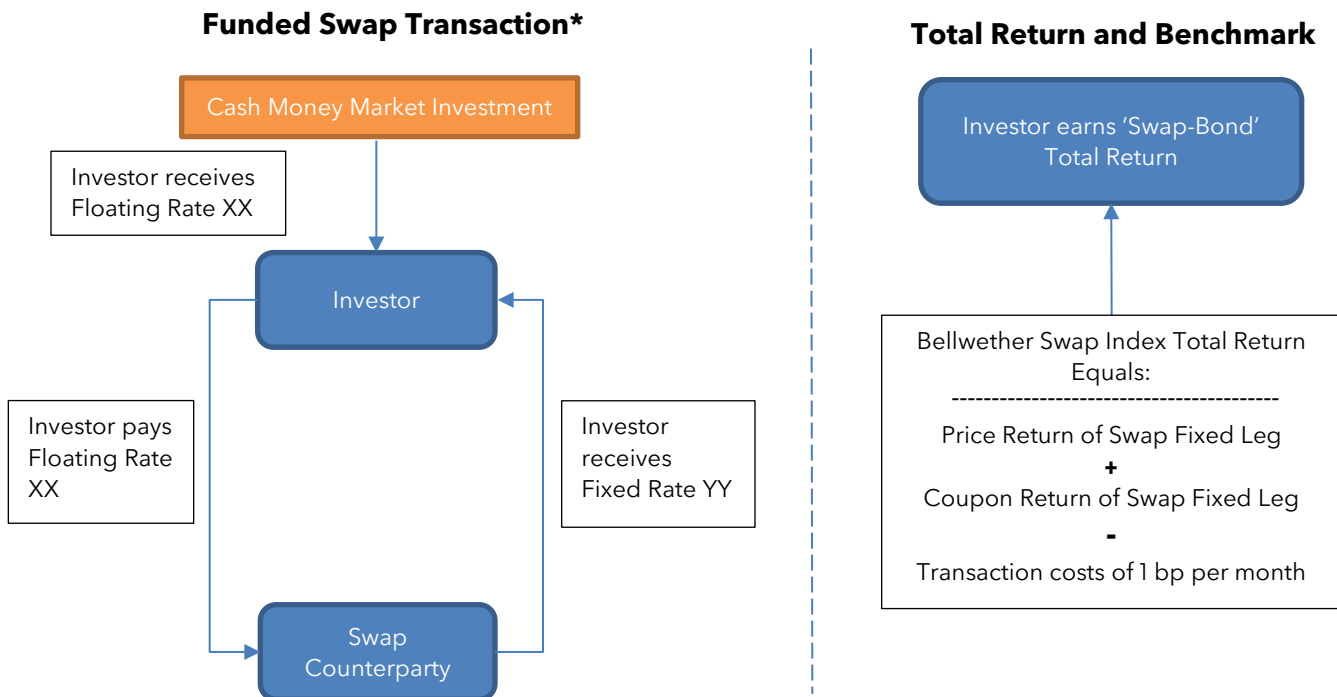 Funded Swap Transaction*
Cash Money Market Investment
Investor receives
Floating Rate XX
Investor
Investor pays
Floating Rate
XX
Investor
receives
Fixed Rate YY
Swap
Counterparty
Total Return and Benchmark
Investor earns ‘Swap-Bond’
Total Return
Bellwether Swap Index Total Return
Equals:
-----------------------------------------
Price Return of Swap Fixed Leg
+
Coupon Return of Swap Fixed Leg
-
Transaction costs of 1 bp per month